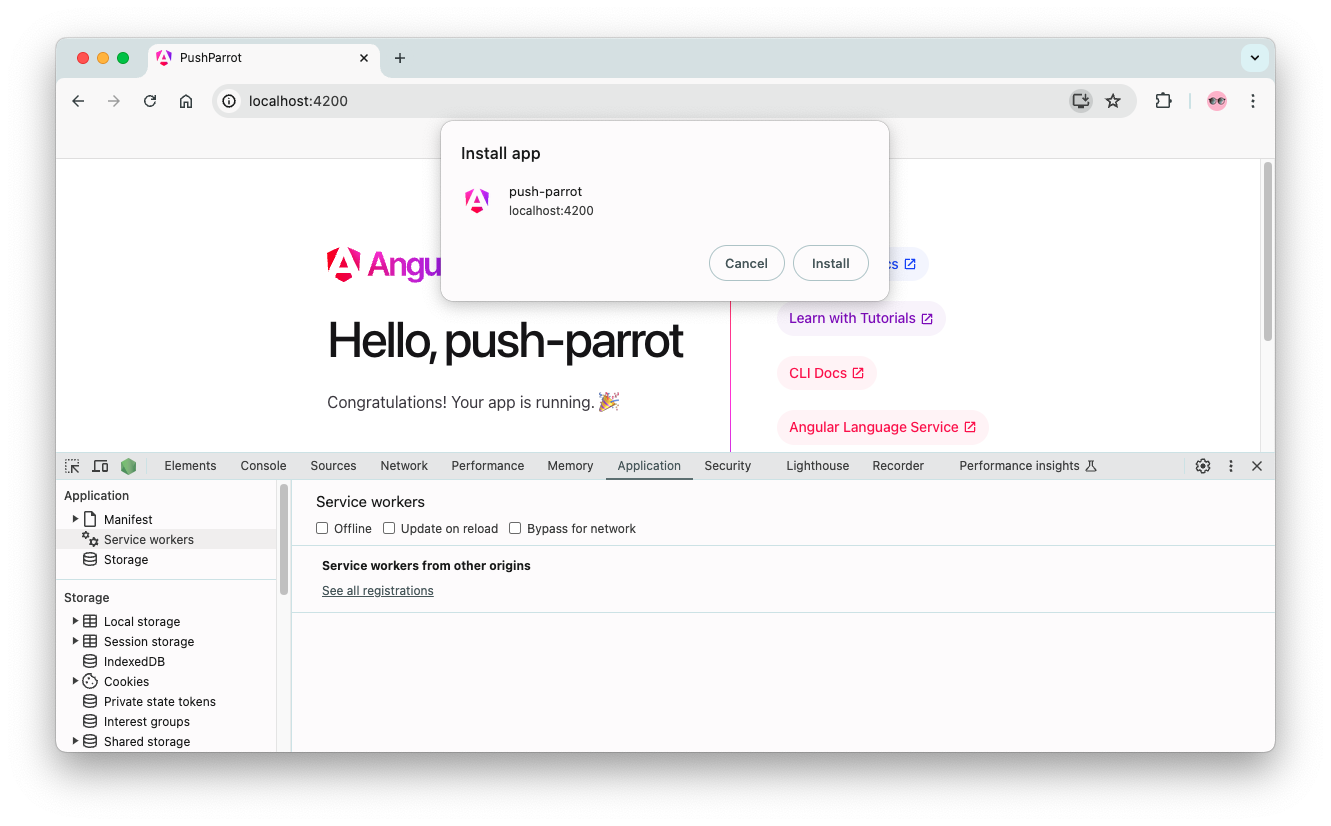 PushParrot
localhost:4200
Install app
push-parrot
localhost:4200
Cancel
Install
Angu
cs
Hello, push-parrot
Congratulations! Your app is running. 🎉
Learn with Tutorials
CLI Docs
Angular Language Service
Elements Console Sources Network Performance Memory Application Security Lighthouse Recorder Performance insights
Application
Manifest
Service workers
Storage
Storage
Local storage
Session storage
IndexedDB
Cookies
Private state tokens
Interest groups
Shared storage
Service workers
Offline Update on reload Bypass for network
Service workers from other origins
See all registrations